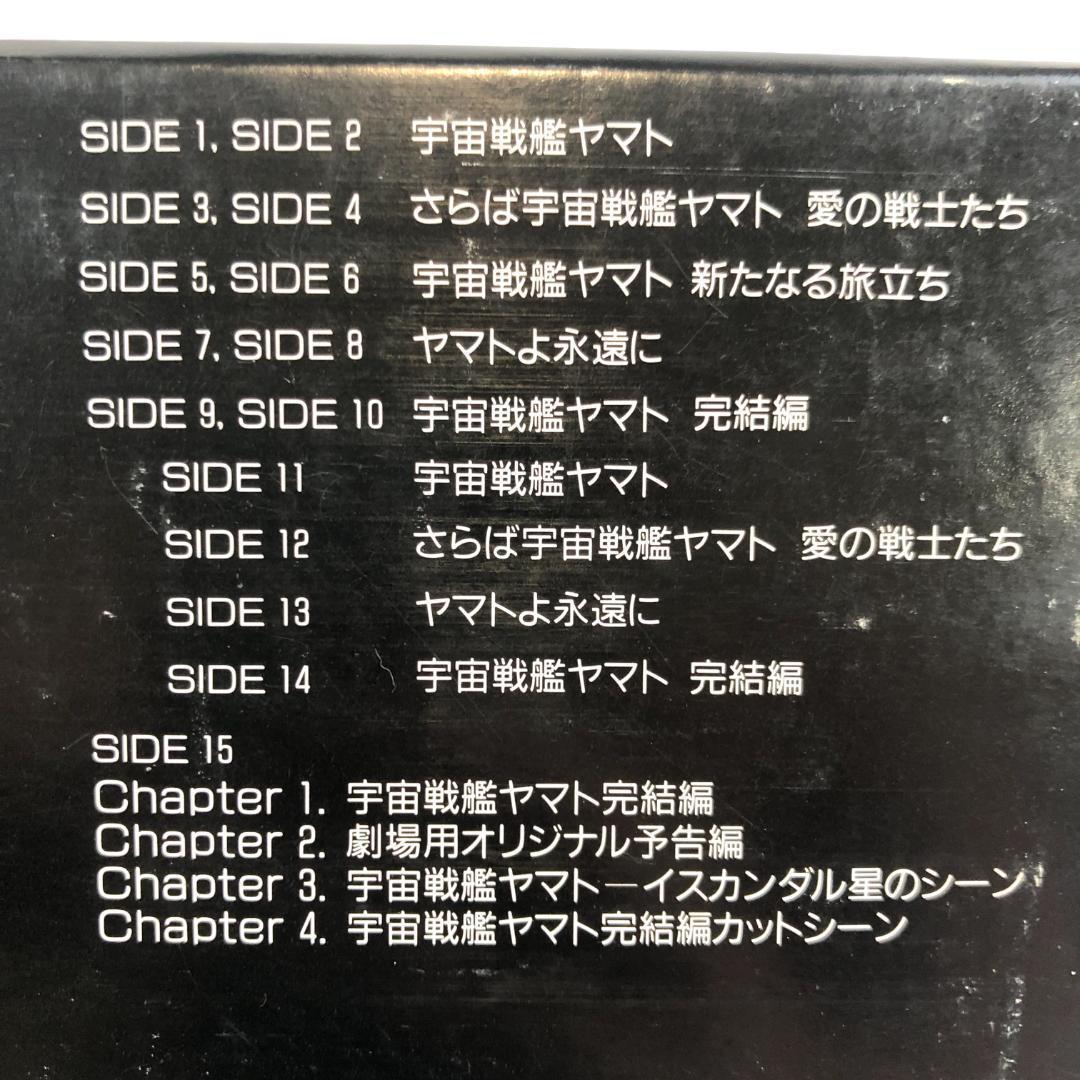 SIDE 1, SIDE 2 宇宙戦艦ヤマト
SIDE 3, SIDE 4 さらば宇宙戦艦ヤマト 愛の戦士たち
SIDE 5, SIDE 6 宇宙戦艦ヤマト 新たなる旅立ち
SIDE 7, SIDE 8 ヤマトよ永遠に
SIDE 9, SIDE 10 宇宙戦艦ヤマト 完結編
SIDE 11 宇宙戦艦ヤマト
SIDE 12 さらば宇宙戦艦ヤマト 愛の戦士たち
SIDE 13 ヤマトよ永遠に
SIDE 14 宇宙戦艦ヤマト 完結編
SIDE 15
Chapter 1. 宇宙戦艦ヤマト完結編
Chapter 2. 劇場用オリジナル予告編
Chapter 3. 宇宙戦艦ヤマト―イスカンダル星のシーン
Chapter 4. 宇宙戦艦ヤマト完結編カットシーン